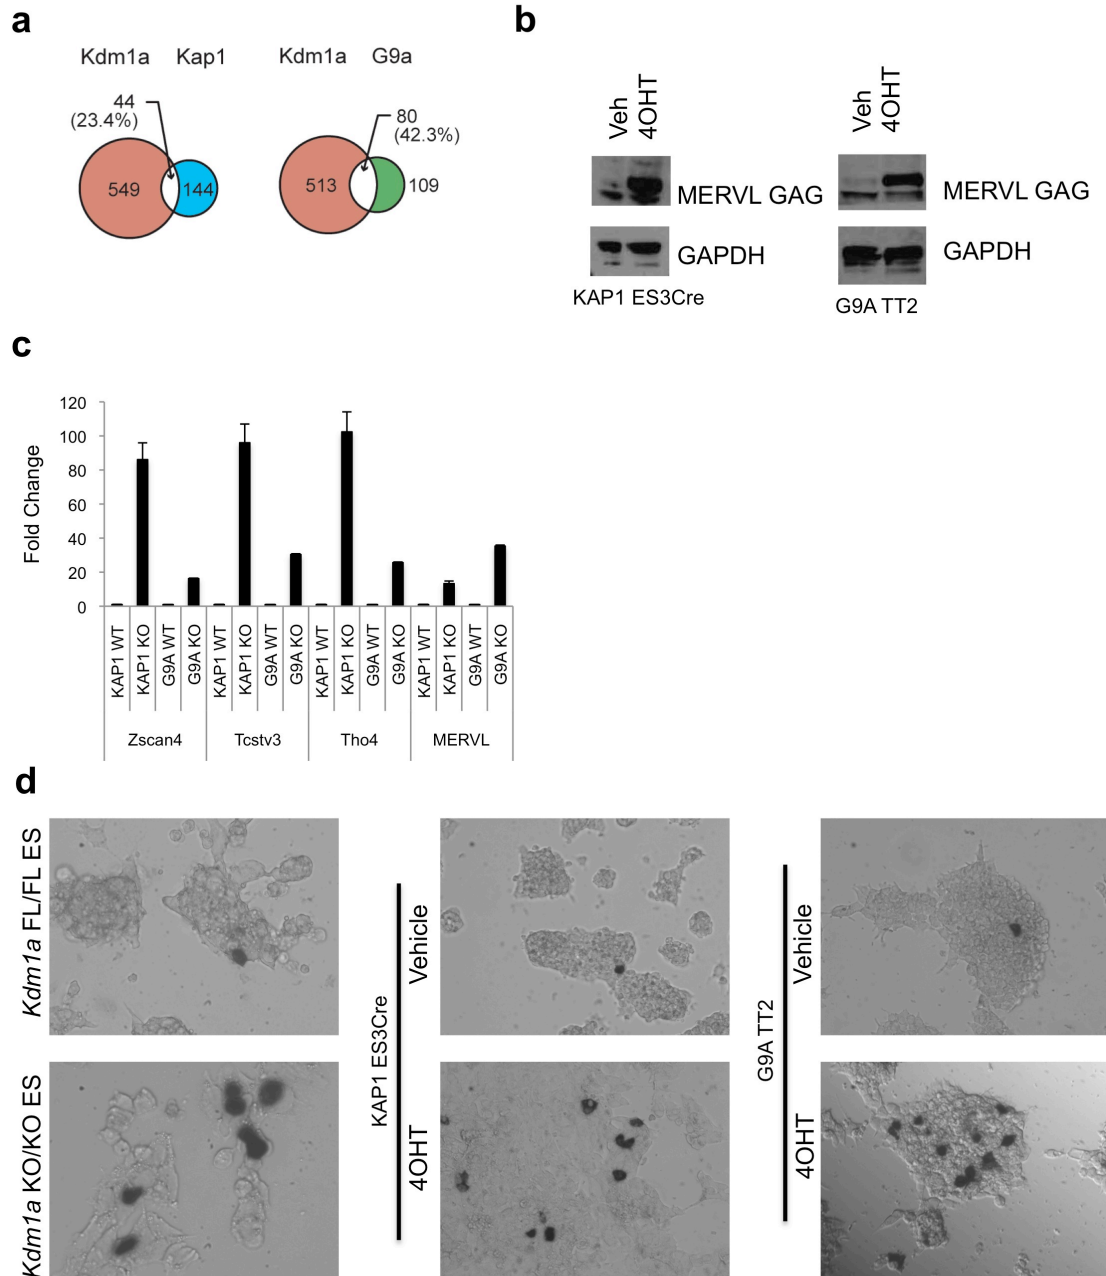 a
Kdm1a Kap1
44
(23.4%)
549
144
Kdm1a G9a
80
(42.3%)
513
109
b
Veh
4OHT
MERVL GAG
GAPDH
KAP1 ES3Cre
Veh
4OHT
MERVL GAG
GAPDH
G9A TT2
c
Fold Change
120
100
80
60
40
20
0
KAP1 WT
KAP1 KO
G9A WT
G9A KO
KAP1 WT
KAP1 KO
G9A WT
G9A KO
KAP1 WT
KAP1 KO
G9A WT
G9A KO
KAP1 WT
KAP1 KO
G9A WT
G9A KO
Zscan4
Tcstv3
Tho4
MERVL
d
Kdm1a FL/FL ES
Kdm1a KO/KO ES
KAP1 ES3Cre
Vehicle
4OHT
G9A TT2
Vehicle
4OHT